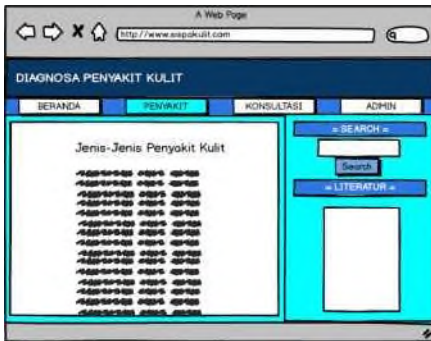 A Web Page
http://www.sispakulit.com
DIAGNOSA PENYAKIT KULIT
BERANDA
PENYAKIT
KONSULTASI
ADMIN
Jenis-Jenis Penyakit Kulit
= SEARCH =
Search
= LITERATUR =